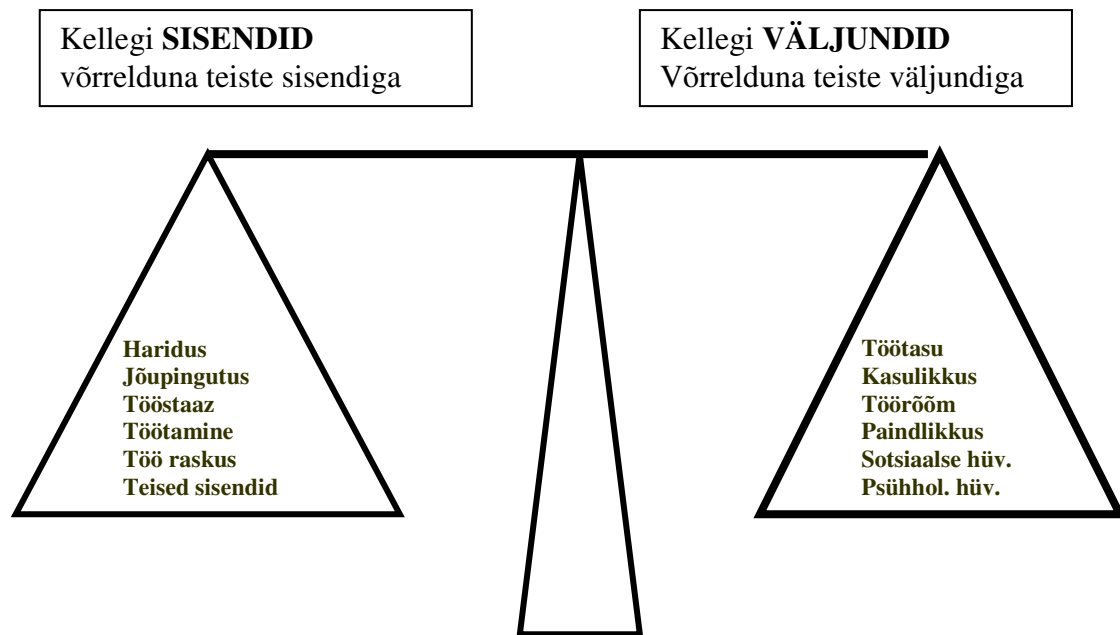 Kellegi SISENDID
võrrelduna teiste sisendiga
Kellegi VÄLJUNDID
Võrrelduna teiste väljundiga
Haridus
Jõupingutus
Tööstaaz
Töötamine
Töö raskus
Teised sisendid
Töötasu
Kasulikkus
Töörõõm
Paindlikkus
Sotsiaalse hüv.
Psühhol. hüv.